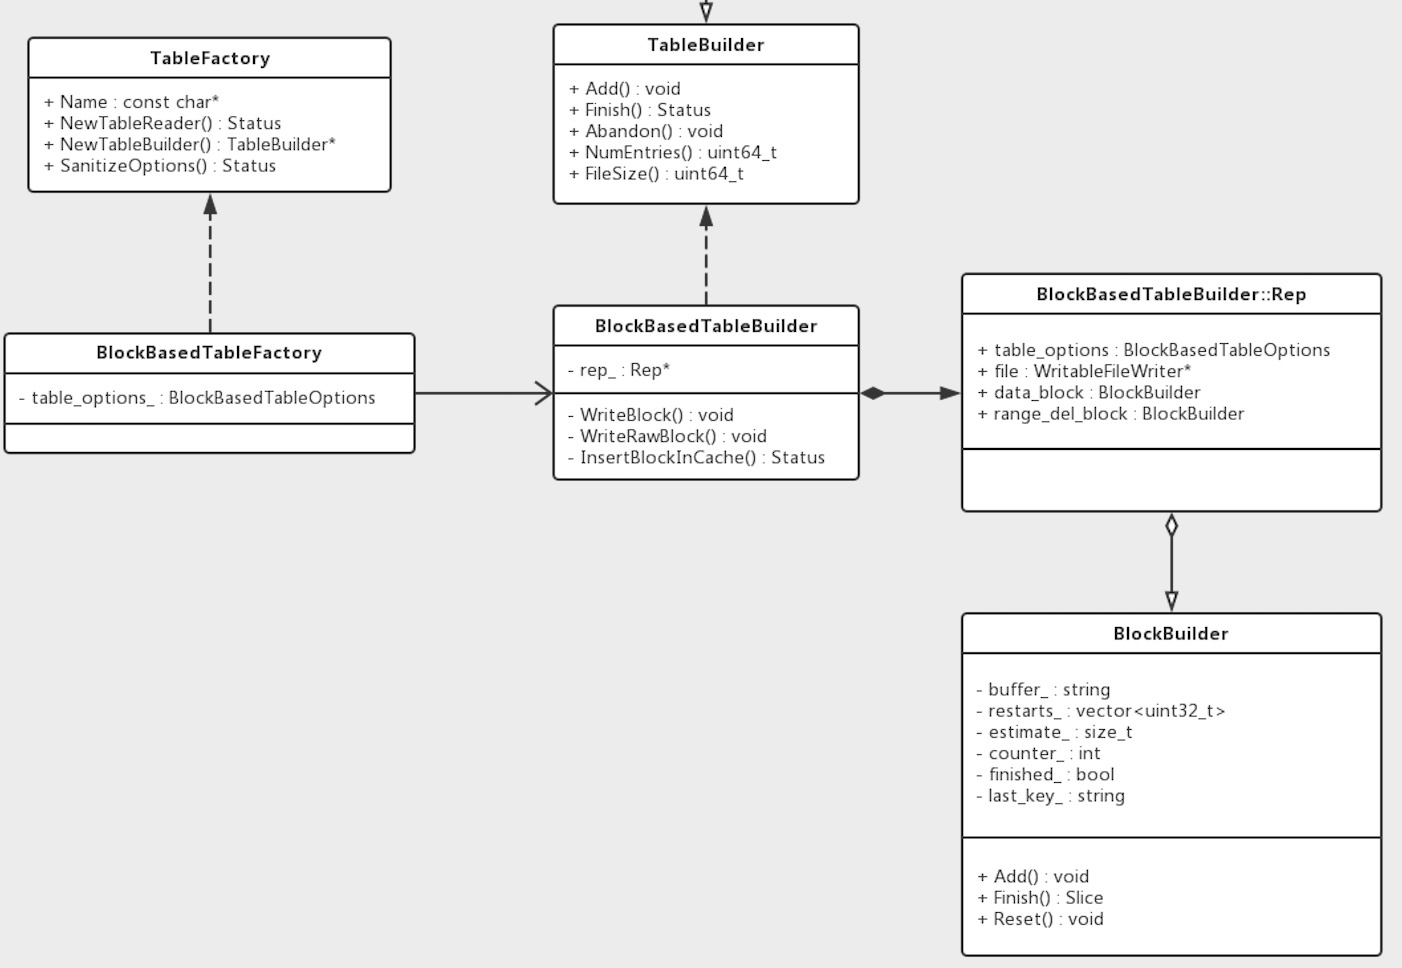 TableFactory
+ Name : const char*
+ NewTableReader() : Status
+ NewTableBuilder() : TableBuilder*
+ SanitizeOptions() : Status
TableBuilder
+ Add() : void
+ Finish() : Status
+ Abandon() : void
+ NumEntries() : uint64_t
+ FileSize() : uint64_t
BlockBasedTableFactory
- table_options_ : BlockBasedTableOptions
BlockBasedTableBuilder
- rep_ : Rep*
- WriteBlock() : void
- WriteRawBlock() : void
- InsertBlockInCache() : Status
BlockBasedTableBuilder::Rep
+ table_options : BlockBasedTableOptions
+ file : WritableFileWriter*
+ data_block : BlockBuilder
+ range_del_block : BlockBuilder
BlockBuilder
- buffer_ : string
- restarts_ : vector<uint32_t>
- estimate_ : size_t
- counter_ : int
- finished_ : bool
- last_key_ : string
+ Add() : void
+ Finish() : Slice
+ Reset() : void